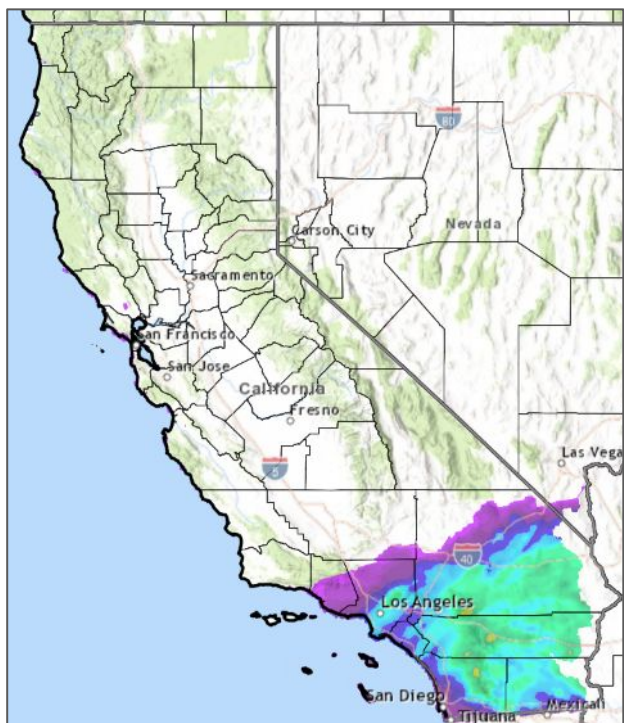 80
Carson City
Nevada
Sacramento
San Francisco
San Jose
California
Fresno
5
Las Vega
40
Los Angeles
San Diego
Tijuana
Mexicali